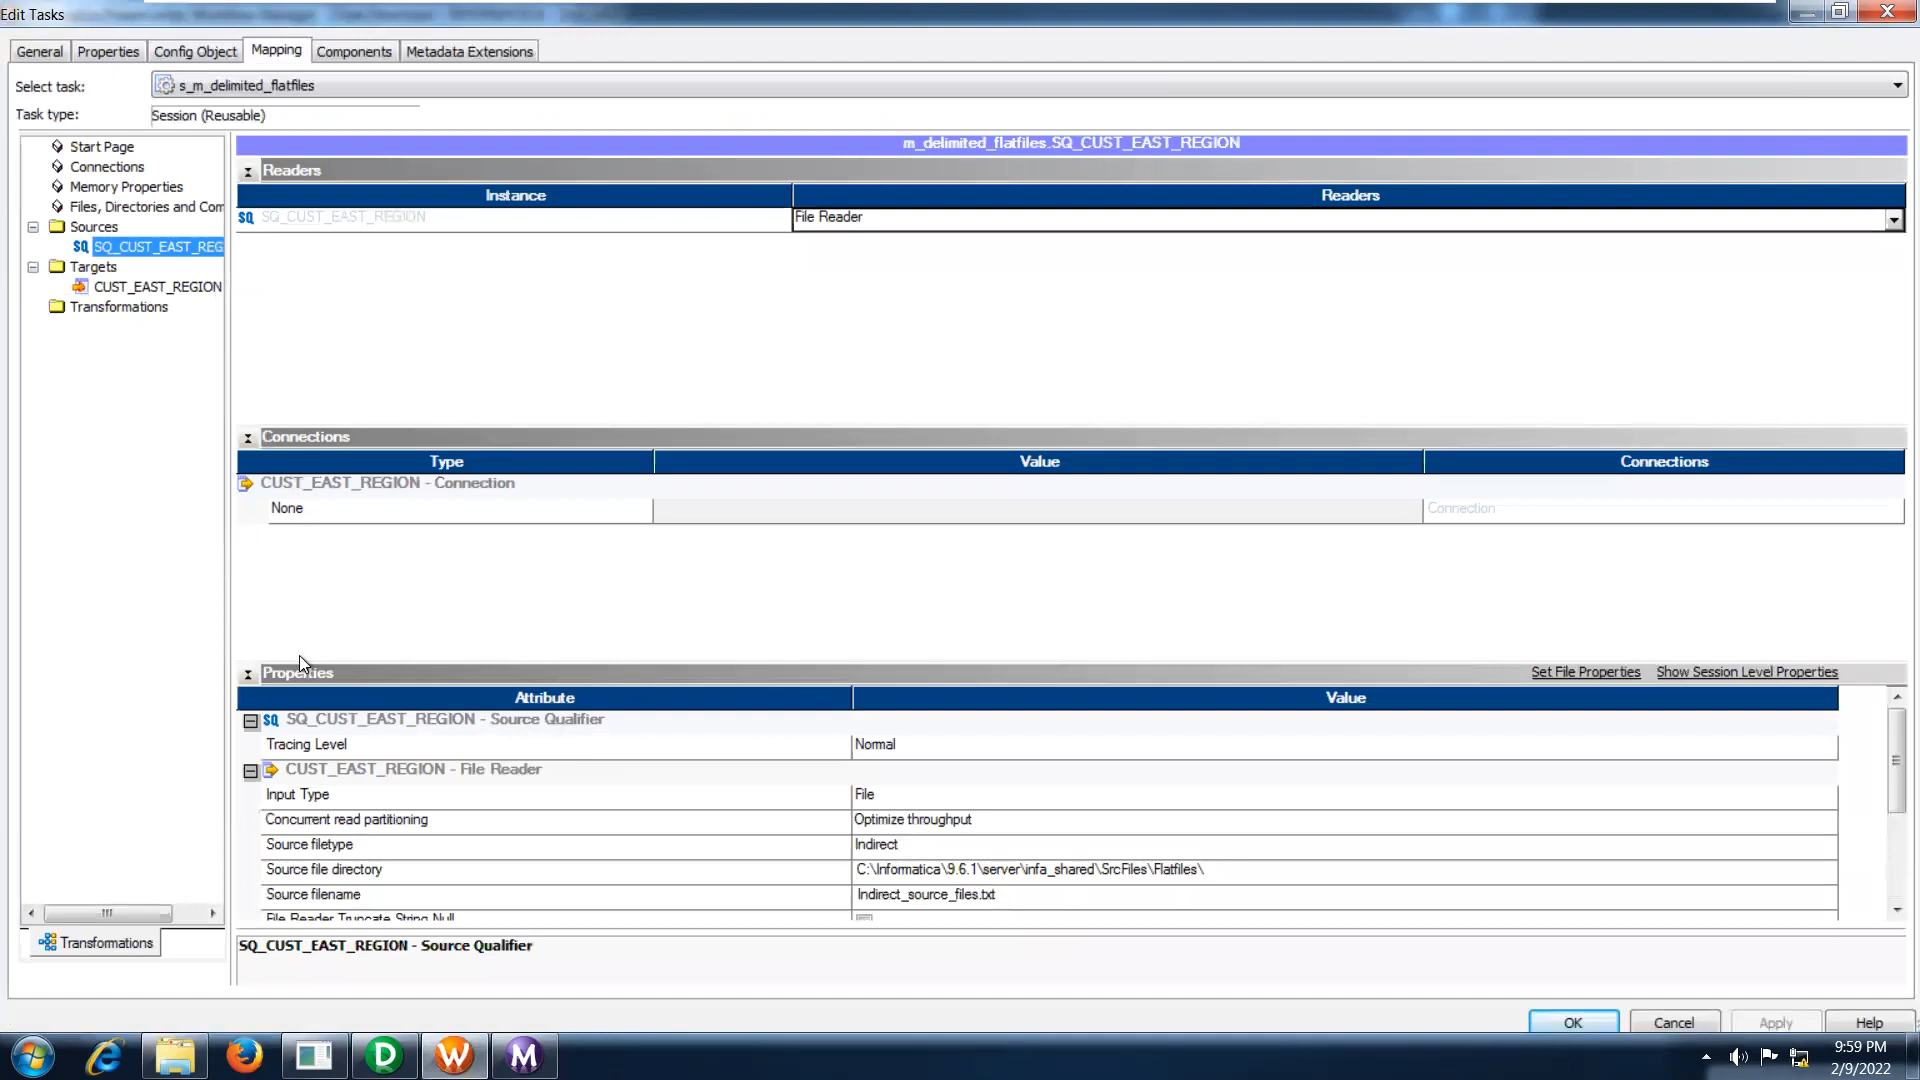 Edit Tasks
General Properties Config Object Mapping Components Metadata Extensions
Select task: s_m_delimited_flatfiles
Task type: Session (Reusable)
Start Page
Connections
Memory Properties
Files, Directories and Com
Sources
SQ SQ_CUST_EAST_REG
Targets
CUST_EAST_REGION
Transformations
Transformations
m_delimited_flatfiles.SQ_CUST_EAST_REGION
Readers
Instance Readers
SQ SQ_CUST_EAST_REGION File Reader
Connections
Type Value Connections
CUST_EAST_REGION - Connection
None Connection
Properties Set File Properties Show Session Level Properties
Attribute Value
SQ SQ_CUST_EAST_REGION - Source Qualifier
Tracing Level Normal
CUST_EAST_REGION - File Reader
Input Type File
Concurrent read partitioning Optimize throughput
Source filetype Indirect
Source file directory C:\Informatica\9.6.1\server\infa_shared\SrcFiles\Flatfiles\
Source filename Indirect_source_files.txt
File Reader Truncate String Null
SQ_CUST_EAST_REGION - Source Qualifier
OK Cancel Apply Help
D W M
9:59 PM
2/9/2022